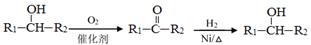 OH
R₁—CH—R₂ O₂ 催化剂 O R₁—C—R₂ H₂ Ni/△ OH R₁—CH—R₂